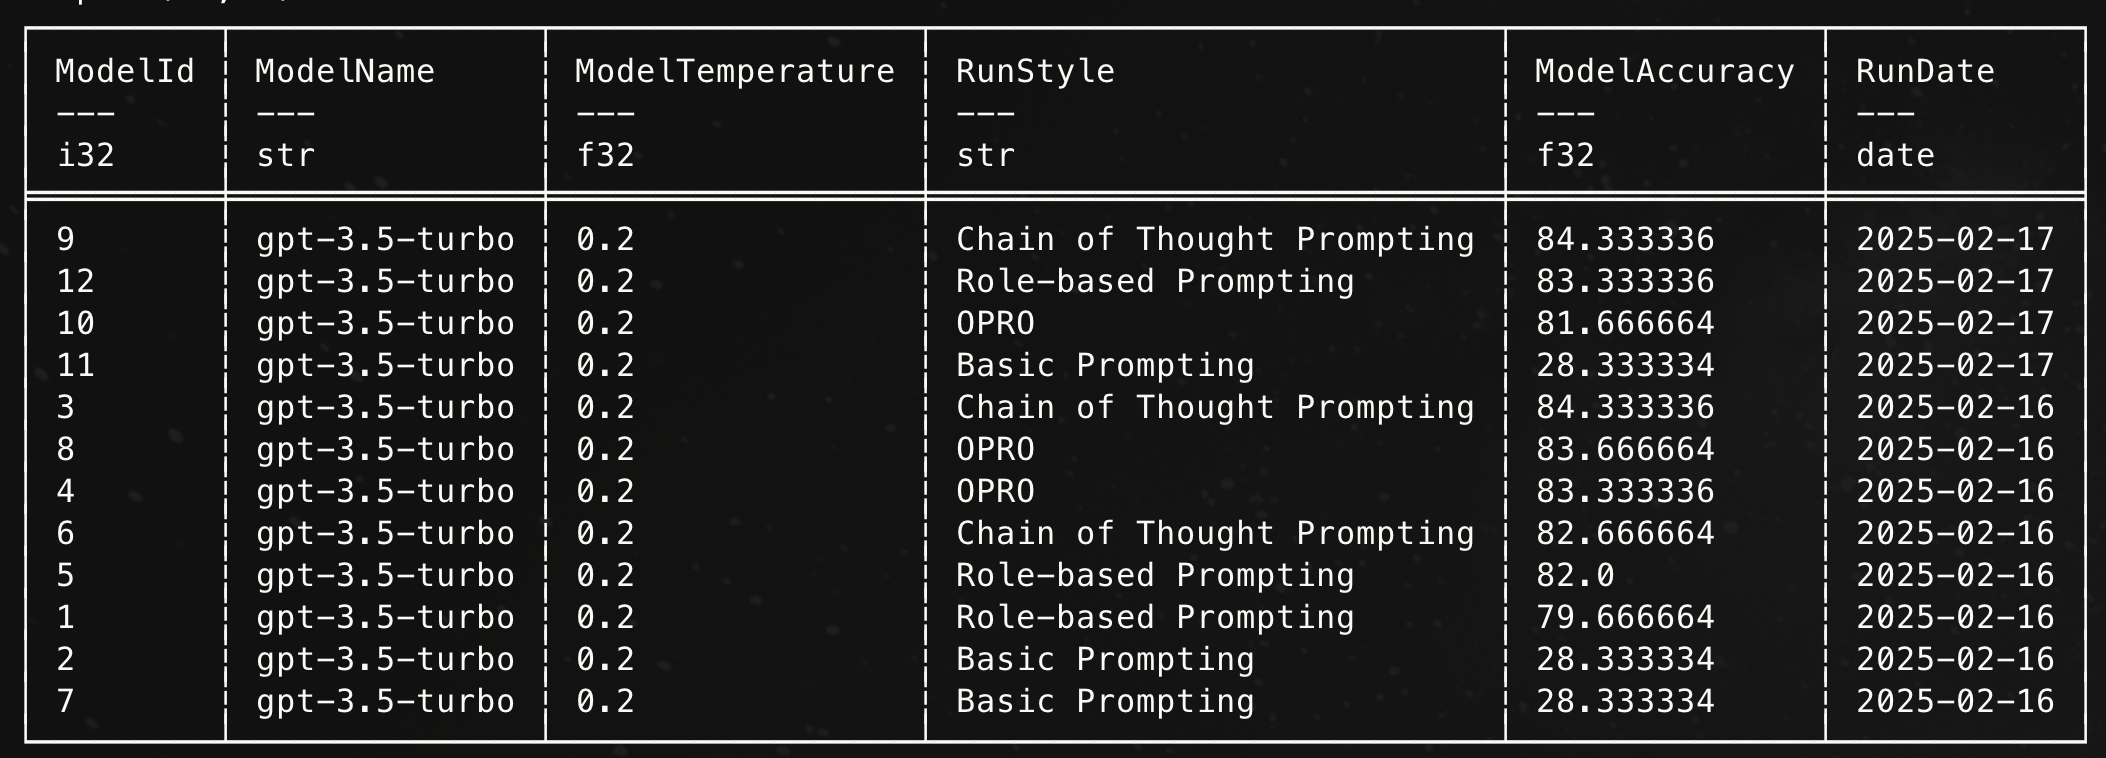 ModelId ModelName ModelTemperature RunStyle ModelAccuracy RunDate
--- --- --- --- --- ---
i32 str f32 str f32 date
9 gpt-3.5-turbo 0.2 Chain of Thought Prompting 84.333336 2025-02-17
12 gpt-3.5-turbo 0.2 Role-based Prompting 83.333336 2025-02-17
10 gpt-3.5-turbo 0.2 OPRO 81.666664 2025-02-17
11 gpt-3.5-turbo 0.2 Basic Prompting 28.333334 2025-02-17
3 gpt-3.5-turbo 0.2 Chain of Thought Prompting 84.333336 2025-02-16
8 gpt-3.5-turbo 0.2 OPRO 83.666664 2025-02-16
4 gpt-3.5-turbo 0.2 OPRO 83.333336 2025-02-16
6 gpt-3.5-turbo 0.2 Chain of Thought Prompting 82.666664 2025-02-16
5 gpt-3.5-turbo 0.2 Role-based Prompting 82.0 2025-02-16
1 gpt-3.5-turbo 0.2 Role-based Prompting 79.666664 2025-02-16
2 gpt-3.5-turbo 0.2 Basic Prompting 28.333334 2025-02-16
7 gpt-3.5-turbo 0.2 Basic Prompting 28.333334 2025-02-16